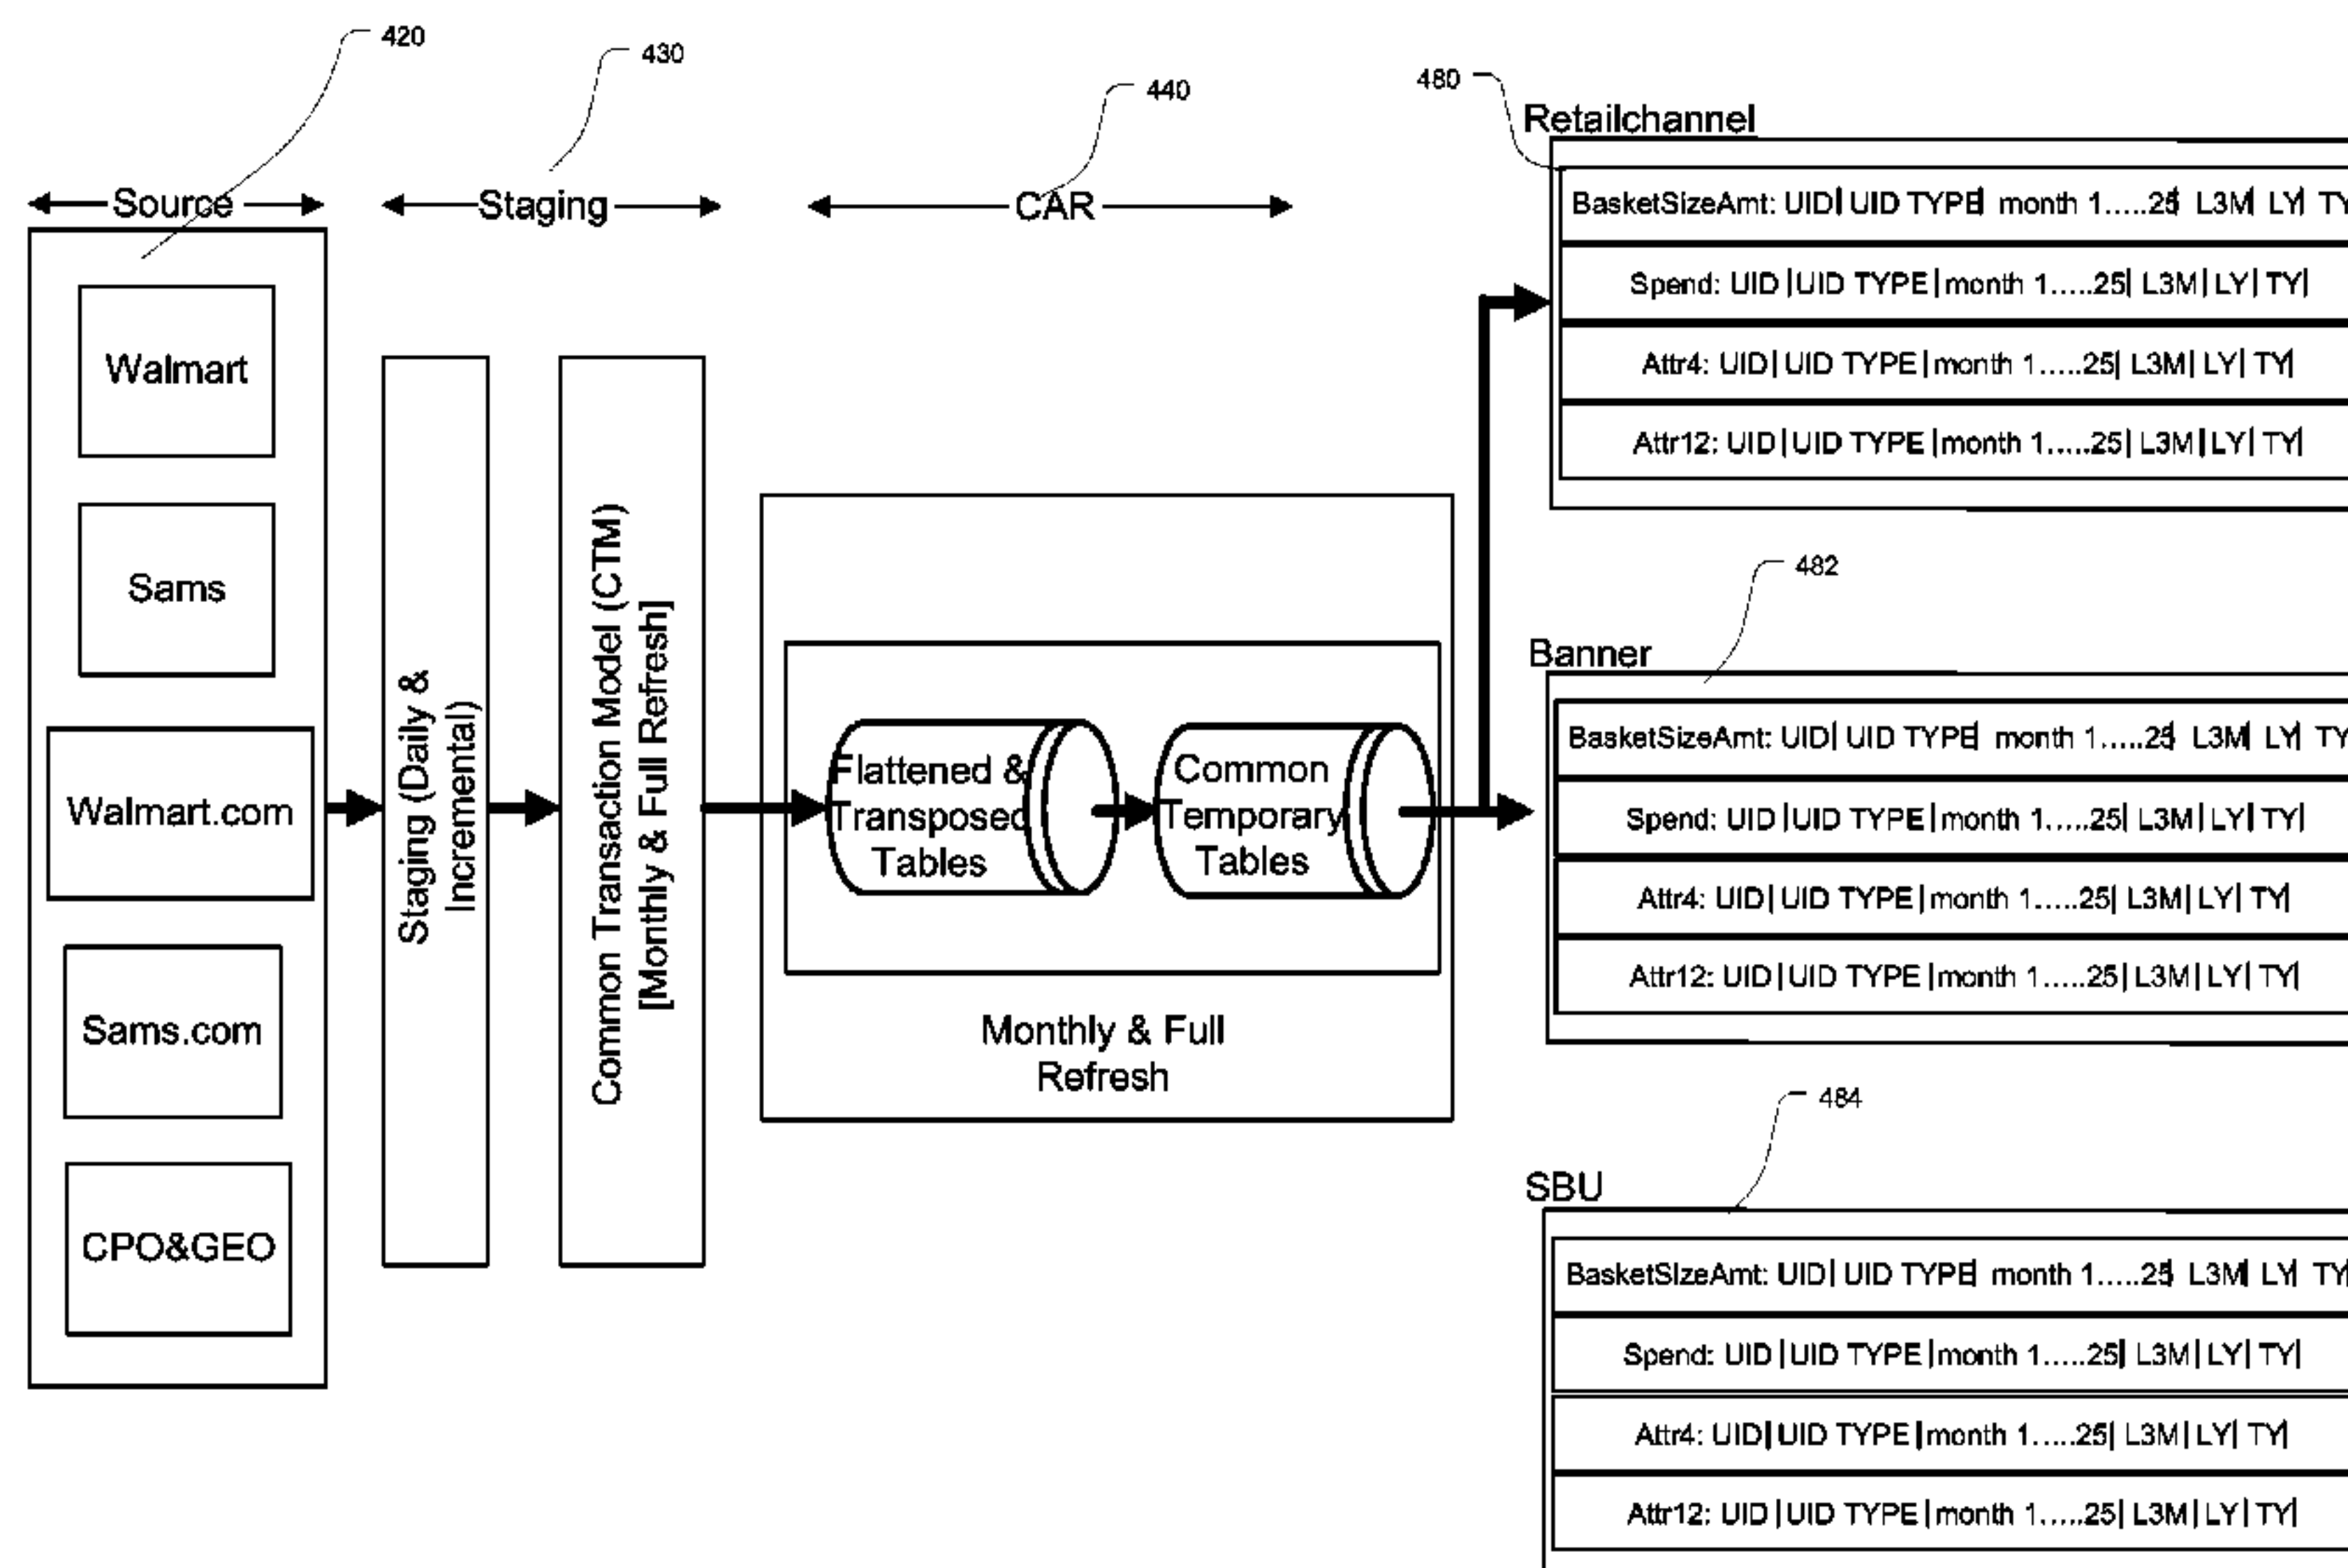 420
430
440
480
Retailchannel
Source
Staging
CAR
BasketSizeAmt: UID| UID TYPE| month 1.....25| L3M| LY| TY
Spend: UID |UID TYPE|month 1.....25| L3M|LY| TY|
Attr4: UID| UID TYPE|month 1.....25| L3M| LY| TY|
Attr12: UID|UID TYPE|month 1.....25| L3M|LY| TY|
Walmart
Sams
Walmart.com
Sams.com
CPO&GEO
Staging (Daily &
Incremental)
Common Transaction Model (CTM)
[Monthly & Full Refresh]
Flattened &
Transposed
Tables
Common
Temporary
Tables
Monthly & Full
Refresh
482
Banner
BasketSizeAmt: UID| UID TYPE| month 1.....25| L3M| LY| TY
Spend: UID |UID TYPE|month 1.....25| L3M|LY| TY|
Attr4: UID| UID TYPE|month 1.....25| L3M| LY| TY|
Attr12: UID|UID TYPE|month 1.....25| L3M|LY| TY|
484
SBU
BasketSizeAmt: UID| UID TYPE| month 1.....25| L3M| LY| TY|
Spend: UID |UID TYPE|month 1.....25| L3M|LY| TY|
Attr4: UID| UID TYPE|month 1.....25| L3M| LY| TY|
Attr12: UID |UID TYPE|month 1.....25| L3M|LY| TY|